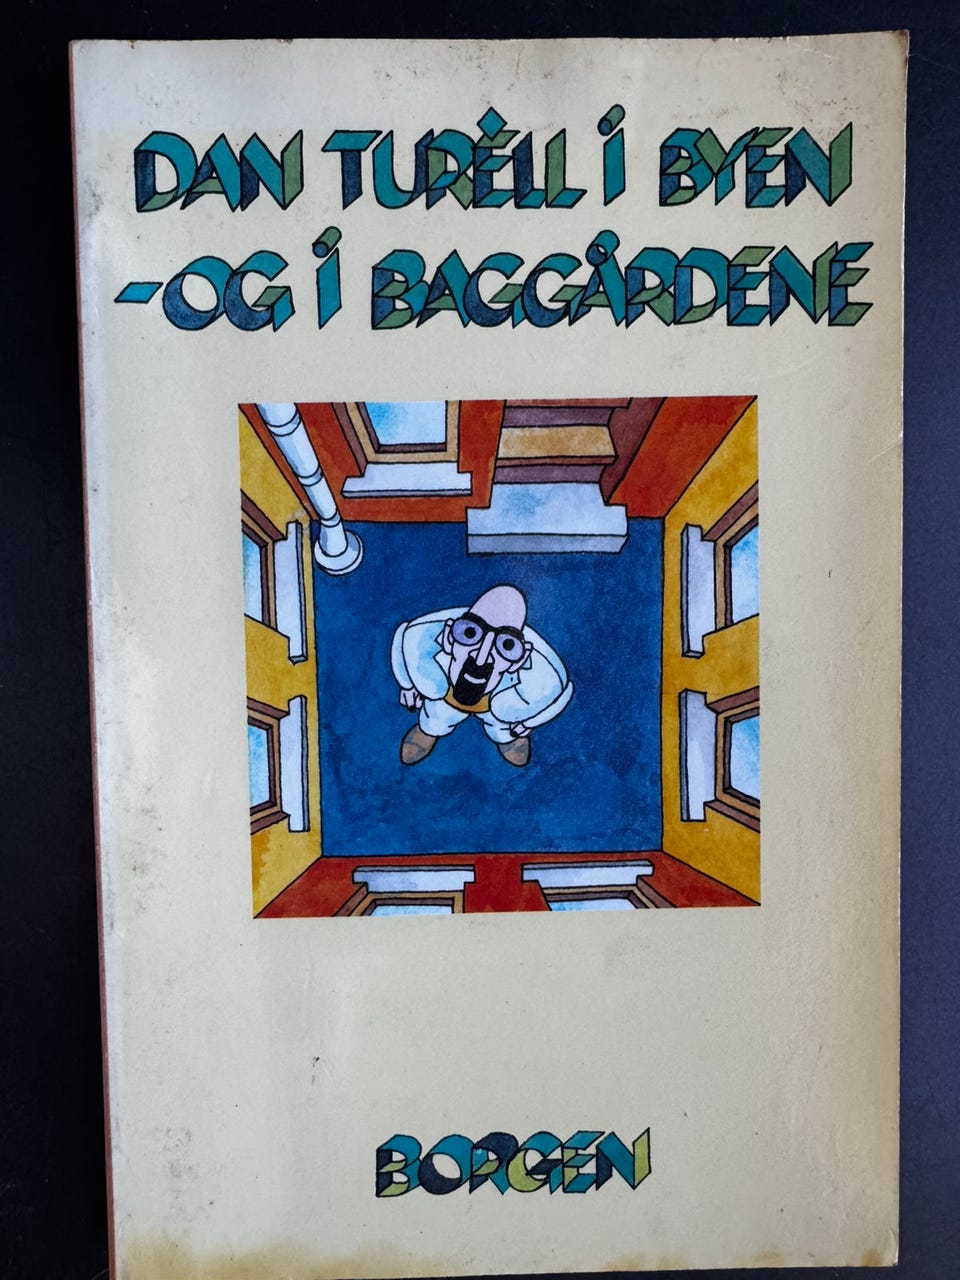 DAN TURÈLL I BYEN
-OG I BAGGÅRDENE
BORGEN